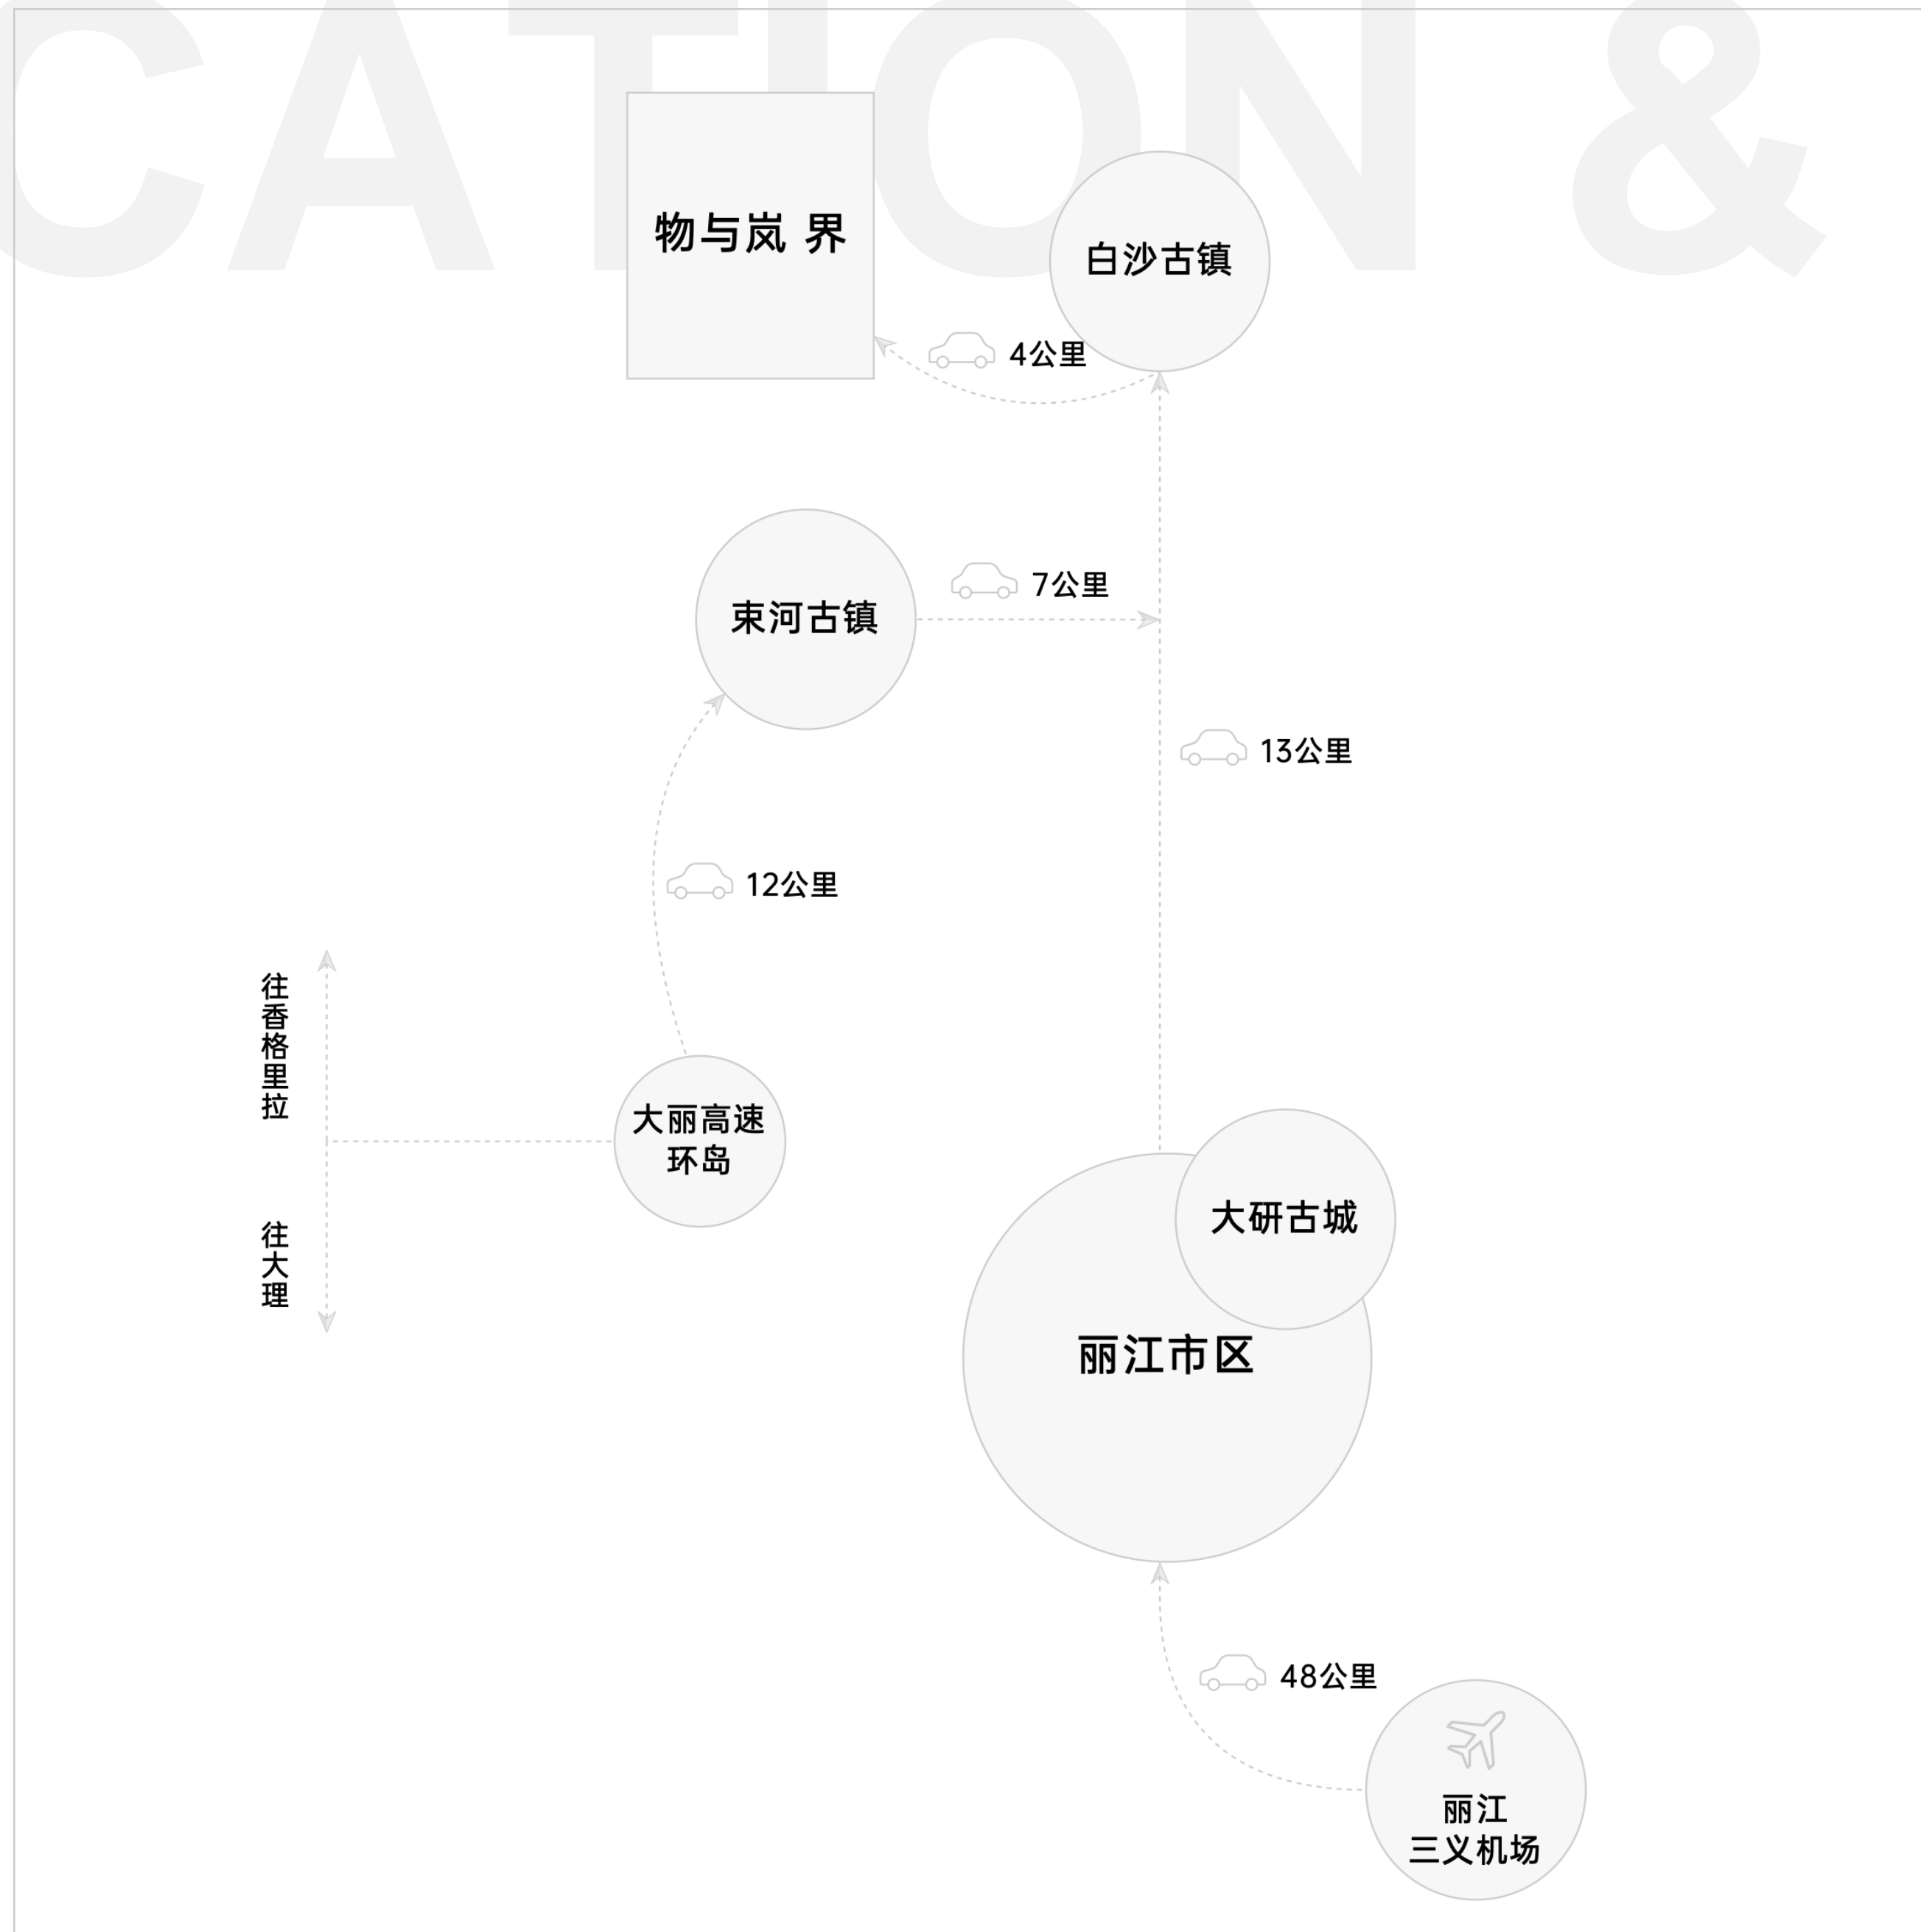 CATION &
物与岚 界
白沙古镇
4公里
束河古镇
7公里
13公里
12公里
往香格里拉
大丽高速
环岛
往大理
大研古城
丽江市区
48公里
丽江
三义机场